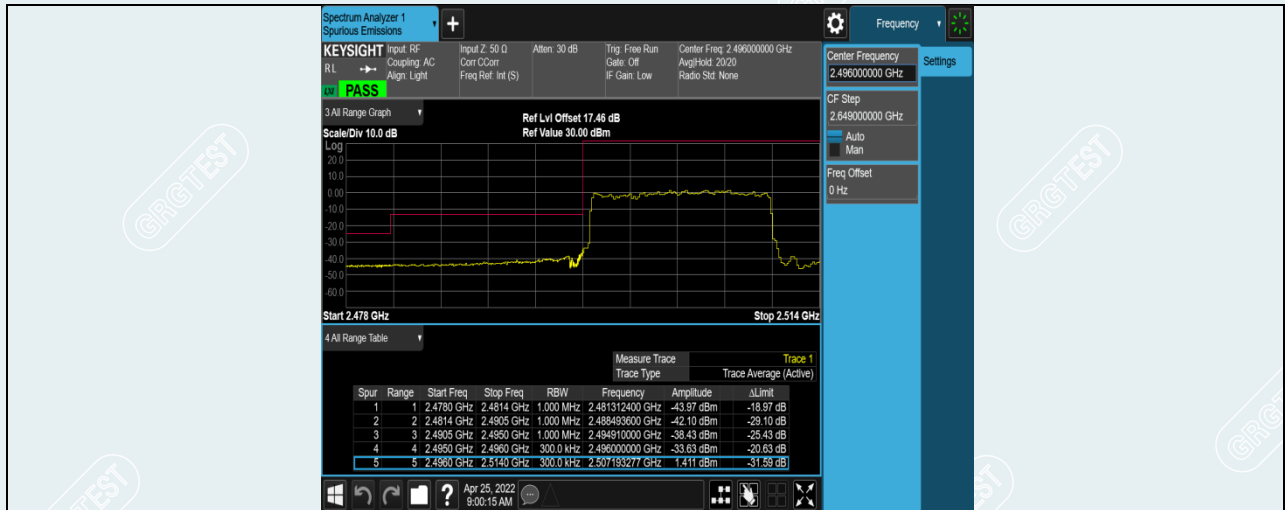 Spectrum Analyzer 1
Spurious Emissions
+
Frequency
KEYSIGHT
RL
PASS
Input: RF
Coupling: AC
Align: Light
Input Z: 50 Ω
Corr CCorr
Freq Ref: Int (S)
Atten: 30 dB
Trig: Free Run
Gate: Off
IF Gain: Low
Center Freq: 2.496000000 GHz
Avg|Hold: 20/20
Radio Std: None
Center Frequency
2.496000000 GHz
Settings
CF Step
2.649000000 GHz
Auto
Man
Freq Offset
0 Hz
3 All Range Graph
Scale/Div 10.0 dB
Ref Lvl Offset 17.46 dB
Ref Value 30.00 dBm
Log
20.0
10.0
0.00
-10.0
-20.0
-30.0
-40.0
-50.0
-60.0
Start 2.478 GHz Stop 2.514 GHz
4 All Range Table
Measure Trace Trace 1
Trace Type Trace Average (Active)
Spur Range Start Freq Stop Freq RBW Frequency Amplitude ΔLimit
1 1 2.4780 GHz 2.4814 GHz 1.000 MHz 2.481312400 GHz -43.97 dBm -18.97 dB
2 2 2.4814 GHz 2.4905 GHz 1.000 MHz 2.488493600 GHz -42.10 dBm -29.10 dB
3 3 2.4905 GHz 2.4950 GHz 1.000 MHz 2.494910000 GHz -38.43 dBm -25.43 dB
4 4 2.4950 GHz 2.4960 GHz 300.0 kHz 2.496000000 GHz -33.63 dBm -20.63 dB
5 5 2.4960 GHz 2.5140 GHz 300.0 kHz 2.507193277 GHz 1.411 dBm -31.59 dB
?
Apr 25, 2022
9:00:15 AM
GRGTEST
GRGTEST
GRGTEST
GRGTEST